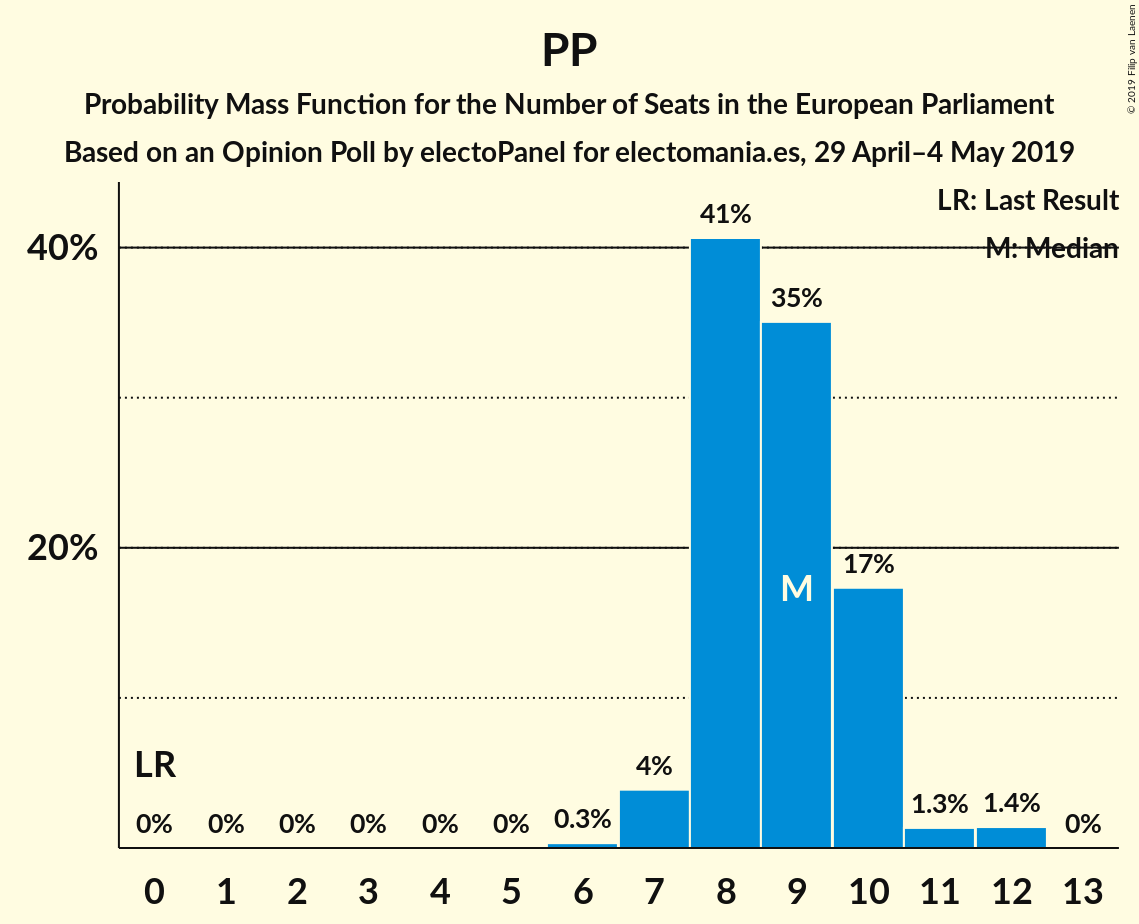 PP
Probability Mass Function for the Number of Seats in the European Parliament
Based on an Opinion Poll by electoPanel for electomania.es, 29 April–4 May 2019
© 2019 Filip van Laenen
LR: Last Result
M: Median
40%
20%
41%
35%
17%
M
LR
4%
0% 0% 0% 0% 0% 0% 0.3% 1.3% 1.4% 0%
0 1 2 3 4 5 6 7 8 9 10 11 12 13